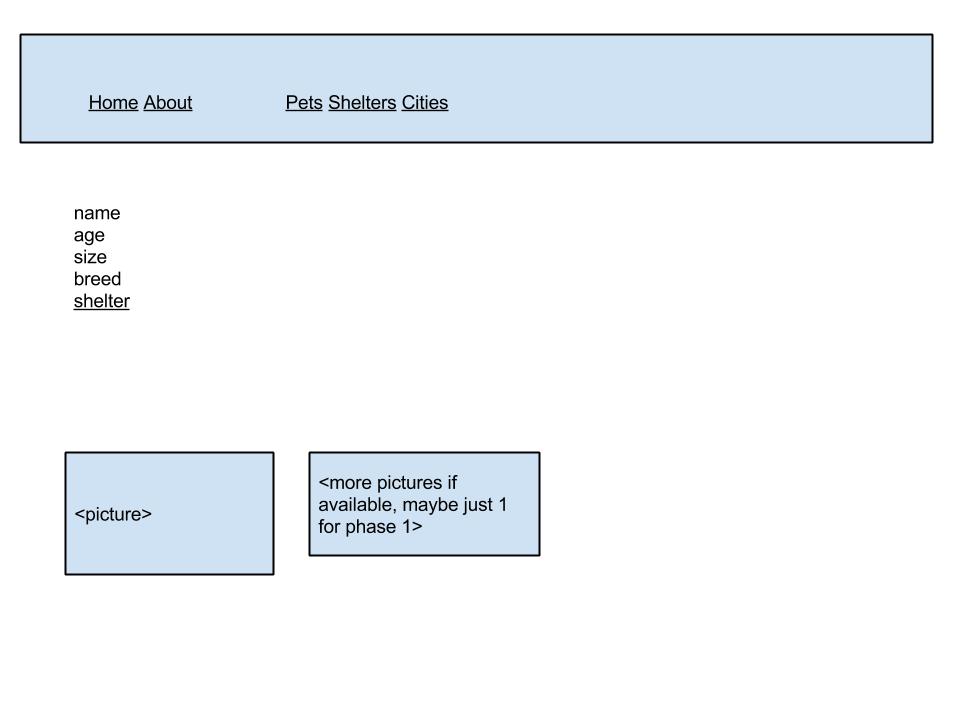 Home About Pets Shelters Cities
name
age
size
breed
shelter
<picture>
<more pictures if
available, maybe just 1
for phase 1>